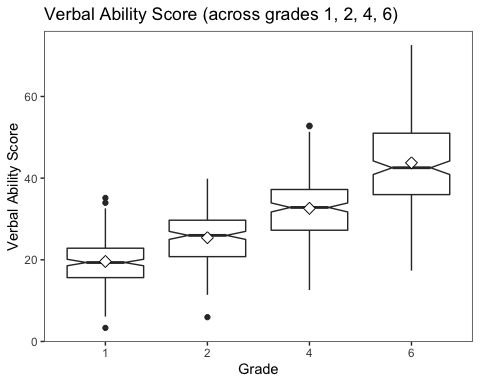 Verbal Ability Score (across grades 1, 2, 4, 6)
60
40
20
0
Verbal Ability Score
1 2 4 6
Grade